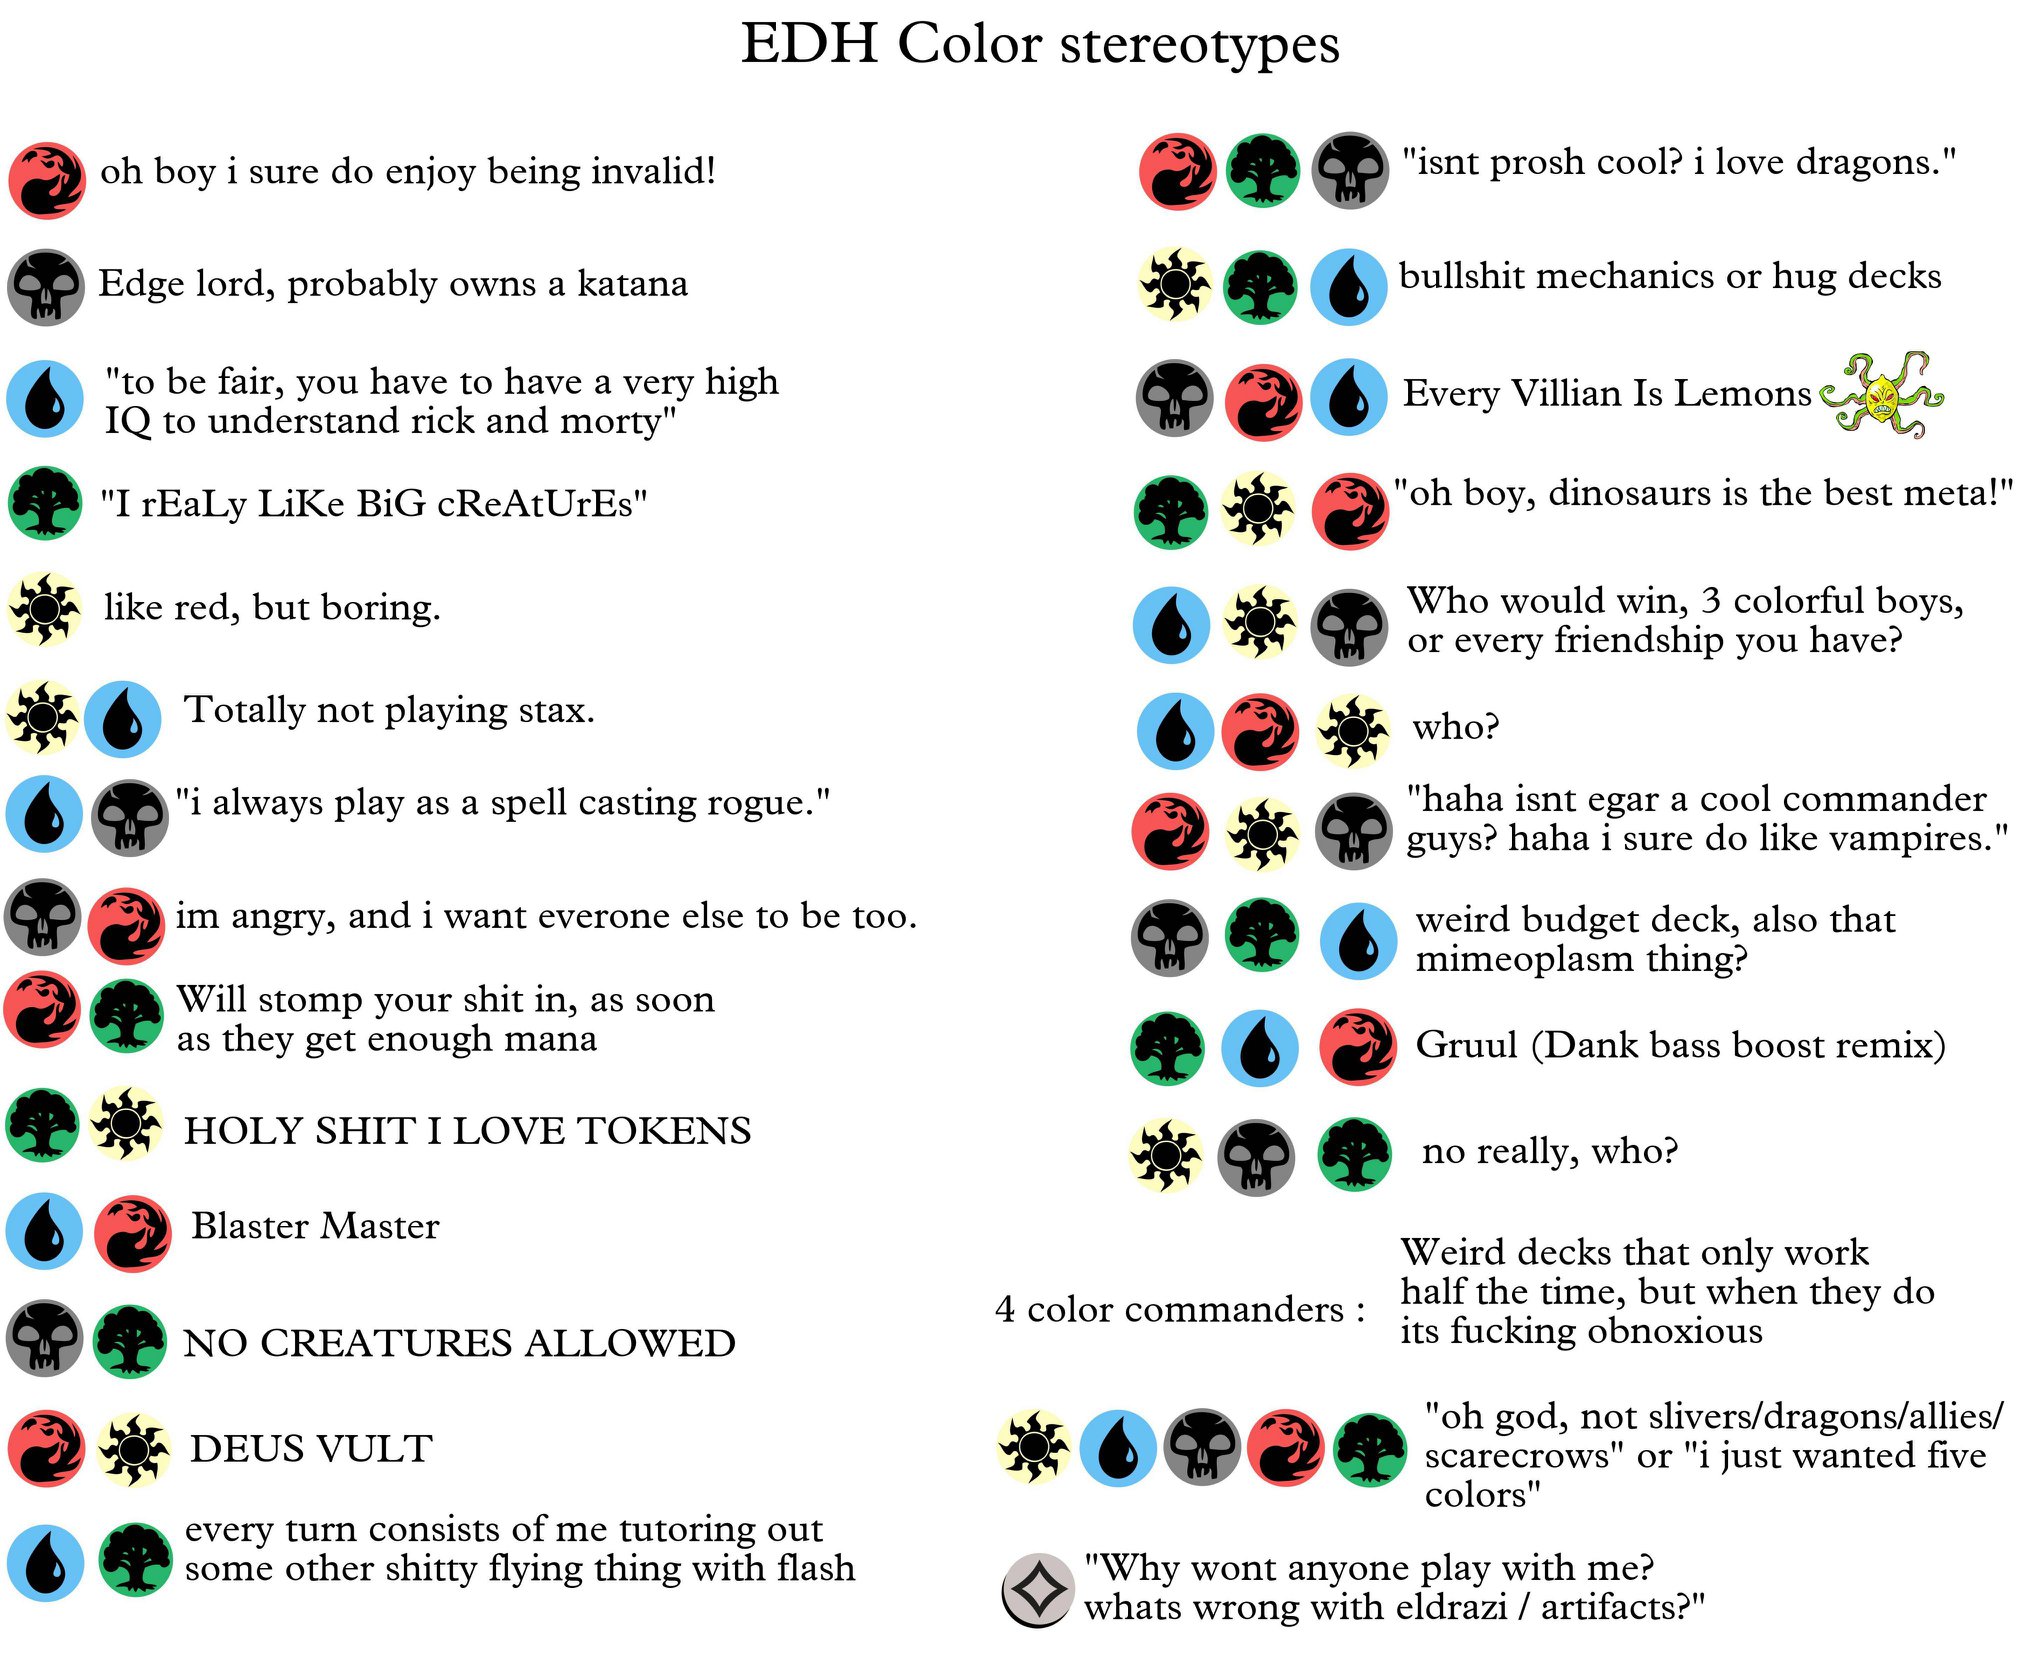 EDH Color stereotypes
oh boy i sure do enjoy being invalid!
Edge lord, probably owns a katana
"to be fair, you have to have a very high
IQ to understand rick and morty"
"I rEaLy LiKe BiG cReAtUrEs"
like red, but boring.
Totally not playing stax.
"i always play as a spell casting rogue."
im angry, and i want everone else to be too.
Will stomp your shit in, as soon
as they get enough mana
HOLY SHIT I LOVE TOKENS
Blaster Master
NO CREATURES ALLOWED
DEUS VULT
every turn consists of me tutoring out
some other shitty flying thing with flash
"isnt prosh cool? i love dragons."
bullshit mechanics or hug decks
Every Villian Is Lemons
"oh boy, dinosaurs is the best meta!"
Who would win, 3 colorful boys,
or every friendship you have?
who?
"haha isnt egar a cool commander
guys? haha i sure do like vampires."
weird budget deck, also that
mimeoplasm thing?
Gruul (Dank bass boost remix)
no really, who?
4 color commanders :
Weird decks that only work
half the time, but when they do
its fucking obnoxious
"oh god, not slivers/dragons/allies/
scarecrows" or "i just wanted five
colors"
"Why wont anyone play with me?
whats wrong with eldrazi / artifacts?"